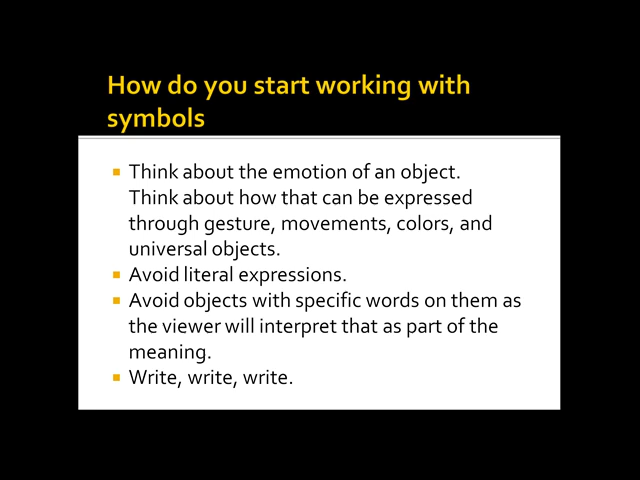 How do you start working with
symbols
Think about the emotion of an object.
Think about how that can be expressed
through gesture, movements, colors, and
universal objects.
Avoid literal expressions.
Avoid objects with specific words on them as
the viewer will interpret that as part of the
meaning.
Write, write, write.